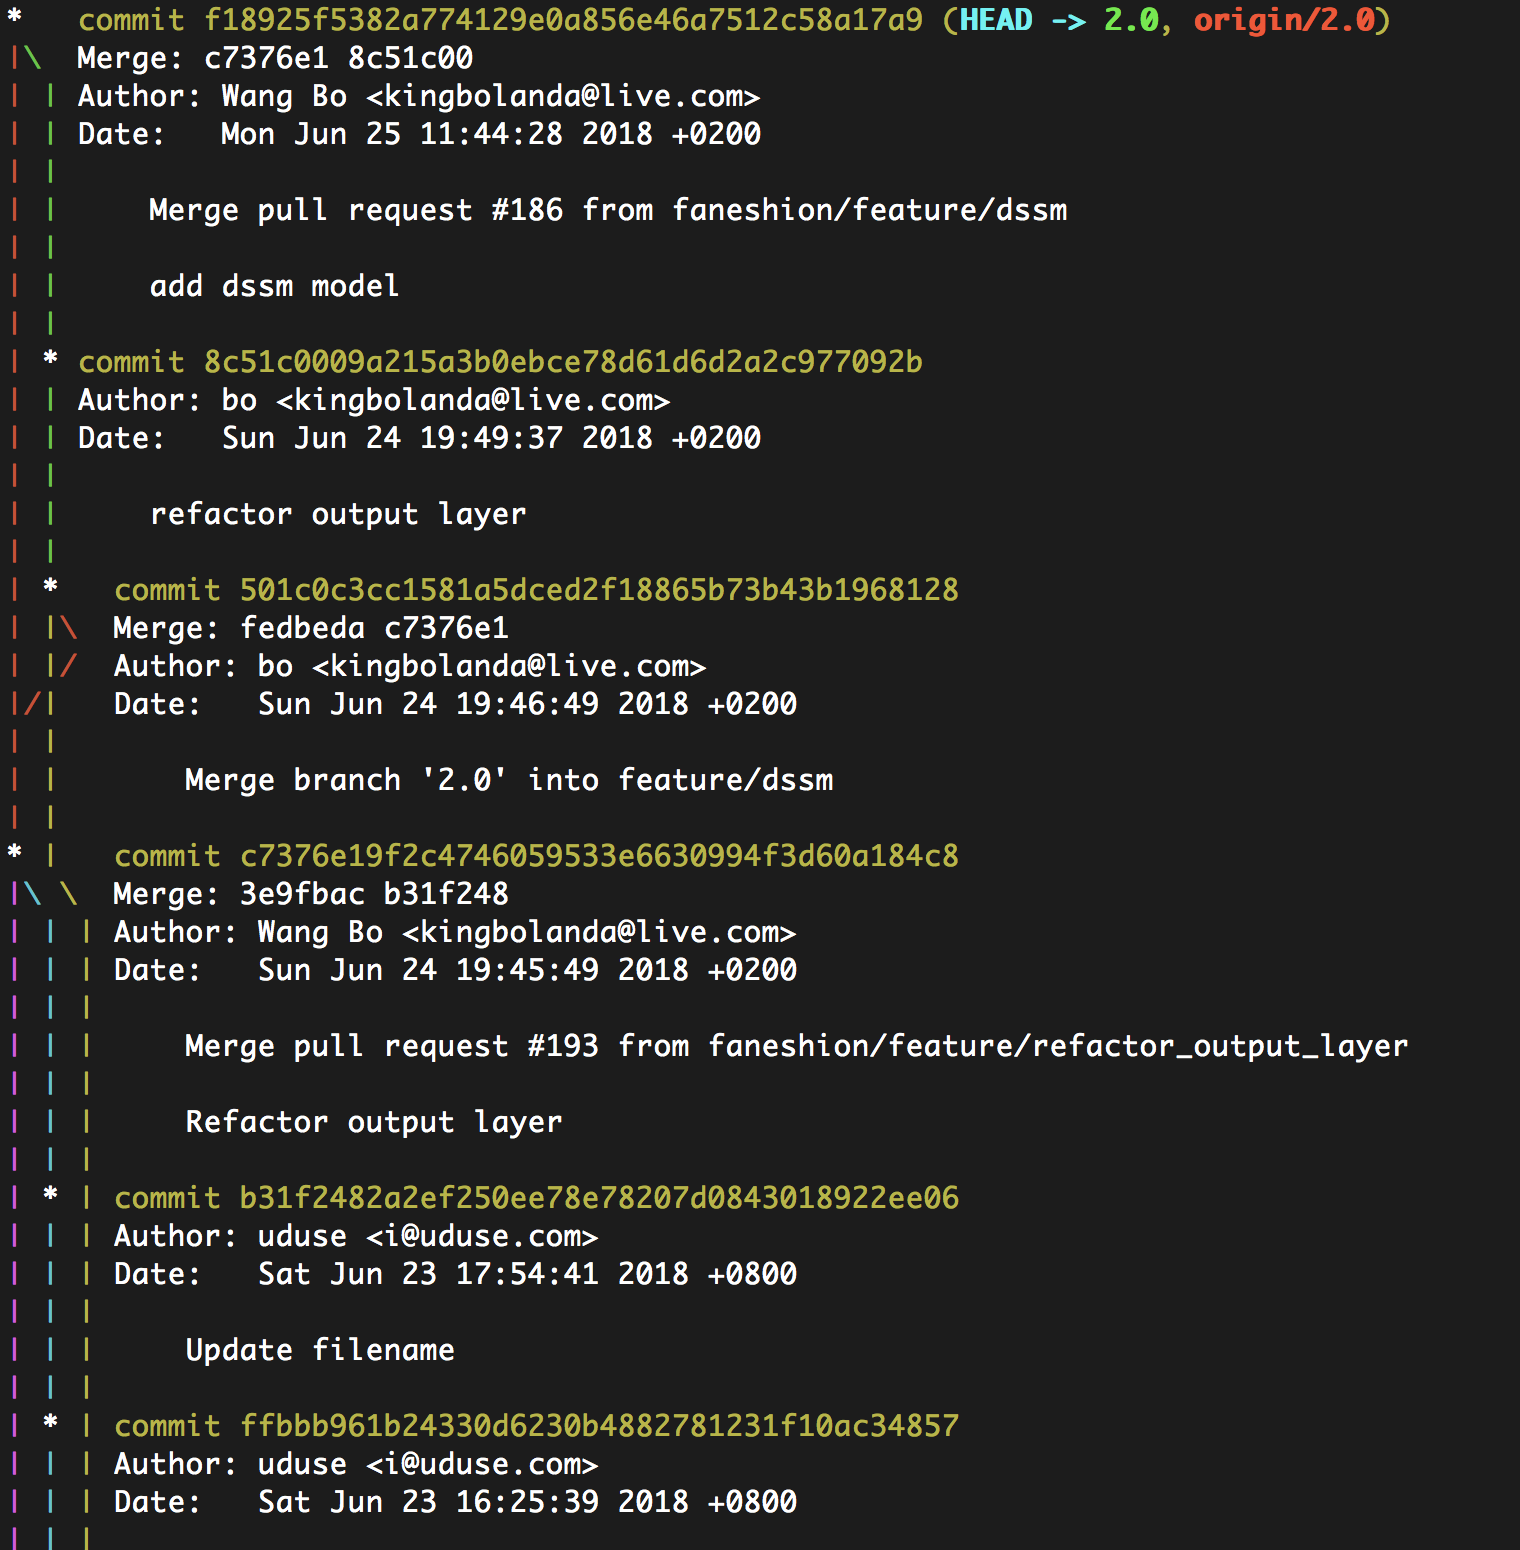 *   commit f18925f5382a774129e0a856e46a7512c58a17a9 (HEAD -> 2.0, origin/2.0)
|\  Merge: c7376e1 8c51c00
| | Author: Wang Bo <kingbolanda@live.com>
| | Date:   Mon Jun 25 11:44:28 2018 +0200
| |
| |     Merge pull request #186 from faneshion/feature/dssm
| |
| |     add dssm model
| |
| * commit 8c51c0009a215a3b0ebce78d61d6d2a2c977092b
| | Author: bo <kingbolanda@live.com>
| | Date:   Sun Jun 24 19:49:37 2018 +0200
| |
| |     refactor output layer
| |
| *   commit 501c0c3cc1581a5dced2f18865b73b43b1968128
| |\  Merge: fedbeda c7376e1
| |/  Author: bo <kingbolanda@live.com>
|/|   Date:   Sun Jun 24 19:46:49 2018 +0200
| |
| |       Merge branch '2.0' into feature/dssm
| |
* |   commit c7376e19f2c4746059533e6630994f3d60a184c8
|\ \  Merge: 3e9fbac b31f248
| | | Author: Wang Bo <kingbolanda@live.com>
| | | Date:   Sun Jun 24 19:45:49 2018 +0200
| | |
| | |     Merge pull request #193 from faneshion/feature/refactor_output_layer
| | |
| | |     Refactor output layer
| | |
| * | commit b31f2482a2ef250ee78e78207d0843018922ee06
| | | Author: uduse <i@uduse.com>
| | | Date:   Sat Jun 23 17:54:41 2018 +0800
| | |
| | |     Update filename
| | |
| * | commit ffbbb961b24330d6230b4882781231f10ac34857
| | | Author: uduse <i@uduse.com>
| | | Date:   Sat Jun 23 16:25:39 2018 +0800
| | |